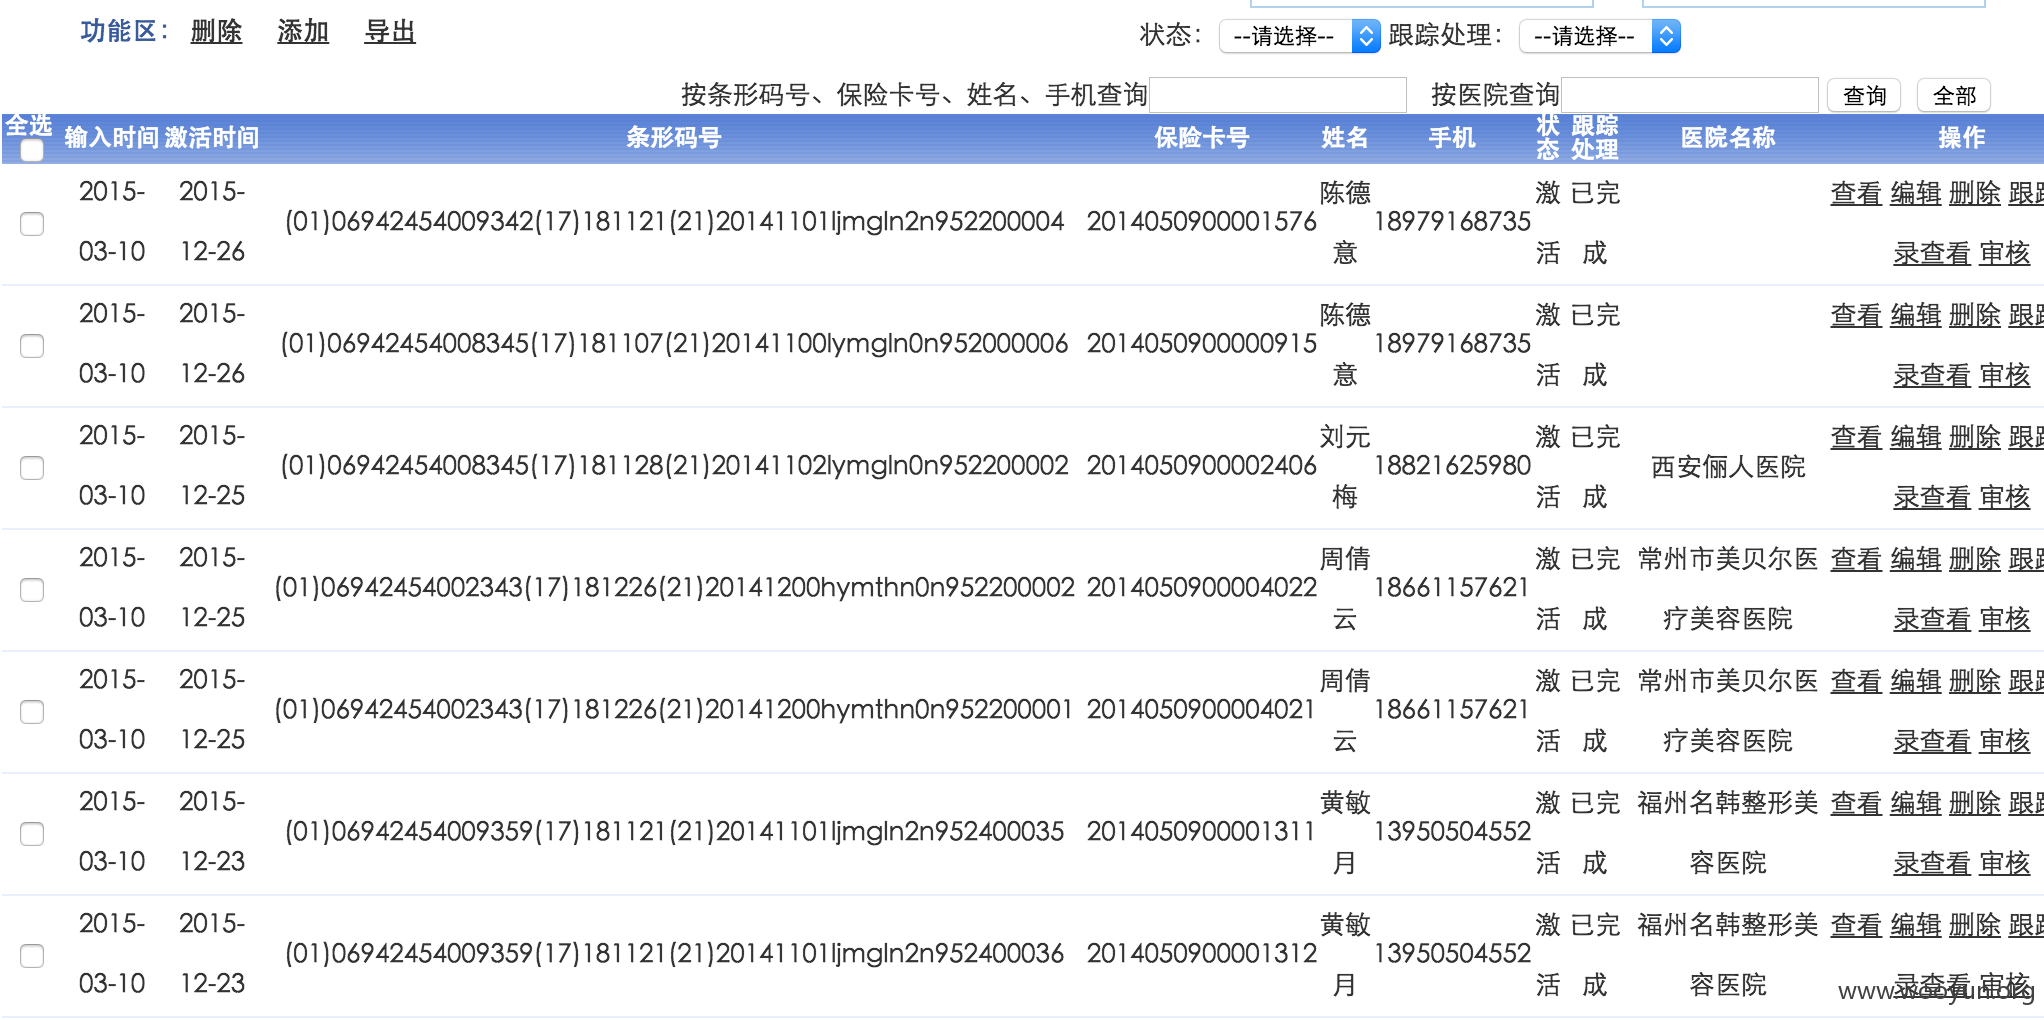 功能区： 删除 添加 导出
状态： --请选择-- 跟踪处理： --请选择--
按条形码号、保险卡号、姓名、手机查询 按医院查询 查询 全部
全选 输入时间 激活时间 条形码号 保险卡号 姓名 手机 状态 跟踪处理 医院名称 操作
2015- 2015- 陈德 激 已完 查看 编辑 删除
(01)06942454009342(17)181121(21)20141101ljmgln2n952200004 2014050900001576 18979168735
03-10 12-26 意 活 成 录查看 审核
2015- 2015- 陈德 激 已完 查看 编辑 删除
(01)06942454008345(17)181107(21)20141100lymgln0n952000006 2014050900000915 18979168735
03-10 12-26 意 活 成 录查看 审核
2015- 2015- 刘元 激 已完 查看 编辑 删除
(01)06942454008345(17)181128(21)20141102lymgln0n952200002 2014050900002406 18821625980 西安俪人医院
03-10 12-25 梅 活 成 录查看 审核
2015- 2015- 周倩 激 已完 常州市美贝尔医 查看 编辑 删除
(01)06942454002343(17)181226(21)20141200hymthn0n952200002 2014050900004022 18661157621
03-10 12-25 云 活 成 疗美容医院 录查看 审核
2015- 2015- 周倩 激 已完 常州市美贝尔医 查看 编辑 删除
(01)06942454002343(17)181226(21)20141200hymthn0n952200001 2014050900004021 18661157621
03-10 12-25 云 活 成 疗美容医院 录查看 审核
2015- 2015- 黄敏 激 已完 福州名韩整形美 查看 编辑 删除
(01)06942454009359(17)181121(21)20141101ljmgln2n952400035 2014050900001311 13950504552
03-10 12-23 月 活 成 容医院 录查看 审核
2015- 2015- 黄敏 激 已完 福州名韩整形美 查看 编辑 删除
(01)06942454009359(17)181121(21)20141101ljmgln2n952400036 2014050900001312 13950504552
03-10 12-23 月 活 成 容医院 录查看 审核
www.wooyun.org